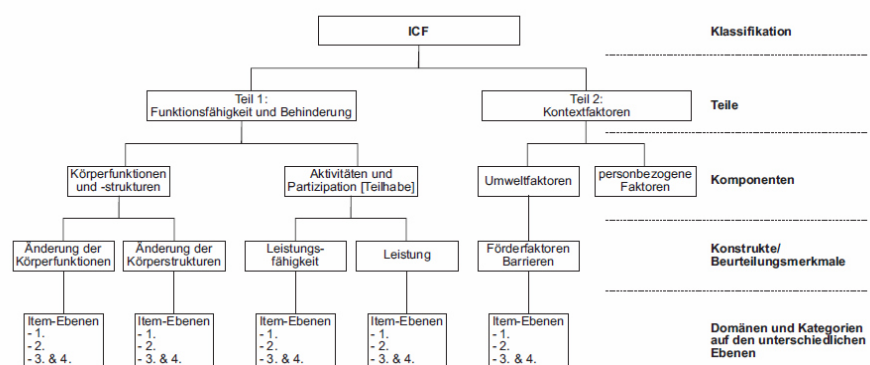 ICF
Klassifikation
Teil 1:
Funktionsfähigkeit und Behinderung
Teil 2:
Kontextfaktoren
Teile
Körperfunktionen
und -strukturen
Aktivitäten und
Partizipation [Teilhabe]
Umweltfaktoren
personbezogene
Faktoren
Komponenten
Änderung der
Körperfunktionen
Änderung der
Körperstrukturen
Leistungs-
fähigkeit
Leistung
Förderfaktoren
Barrieren
Konstrukte/
Beurteilungsmerkmale
Item-Ebenen
- 1.
- 2.
- 3. & 4.
Item-Ebenen
- 1.
- 2.
- 3. & 4.
Item-Ebenen
- 1.
- 2.
- 3. & 4.
Item-Ebenen
- 1.
- 2.
- 3. & 4.
Item-Ebenen
- 1.
- 2.
- 3. & 4.
Domänen und Kategorien
auf den unterschiedlichen
Ebenen